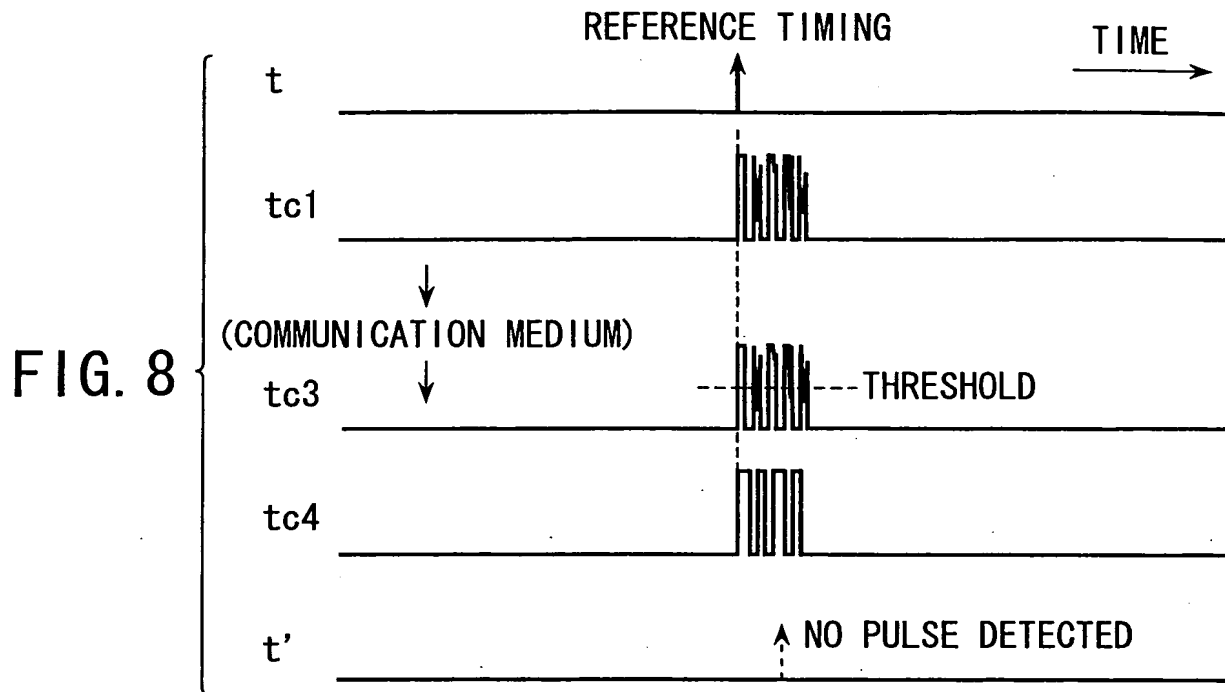 REFERENCE TIMING
TIME
t
tc1
(COMMUNICATION MEDIUM)
FIG. 8
tc3
THRESHOLD
tc4
t'
NO PULSE DETECTED